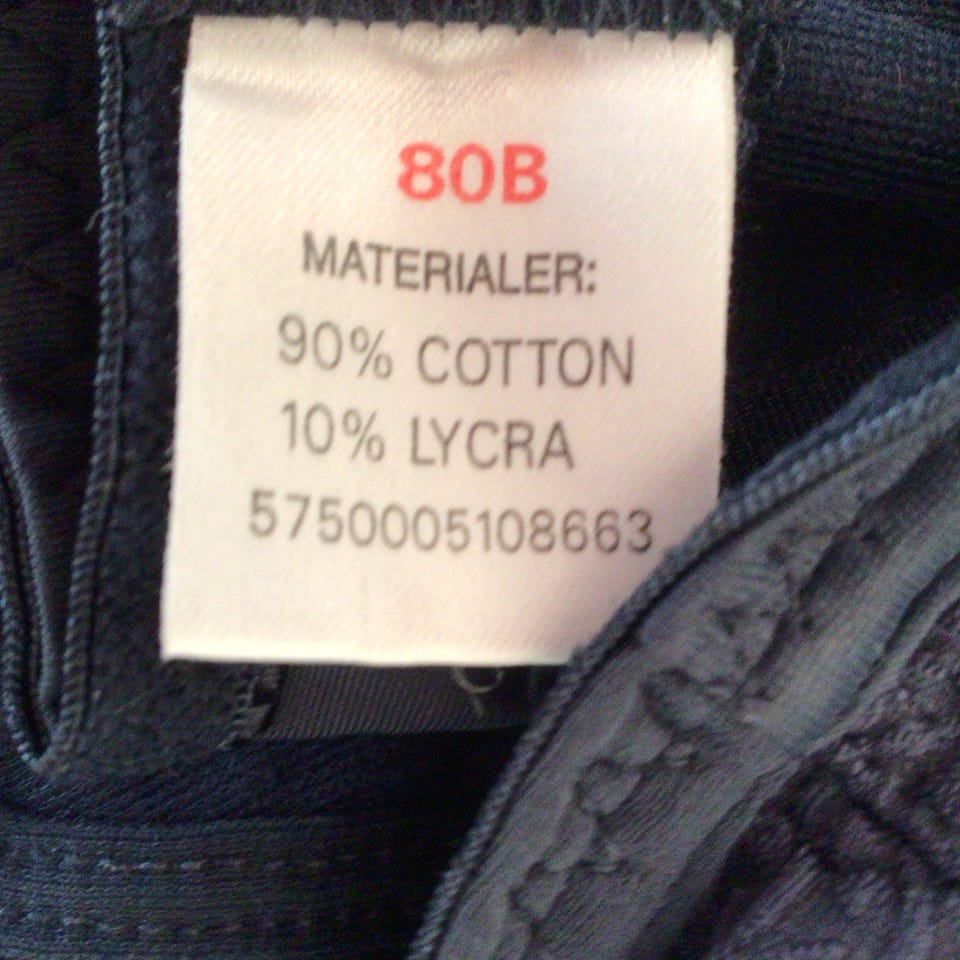 80B
MATERIALER:
90% COTTON
10% LYCRA
5750005108663